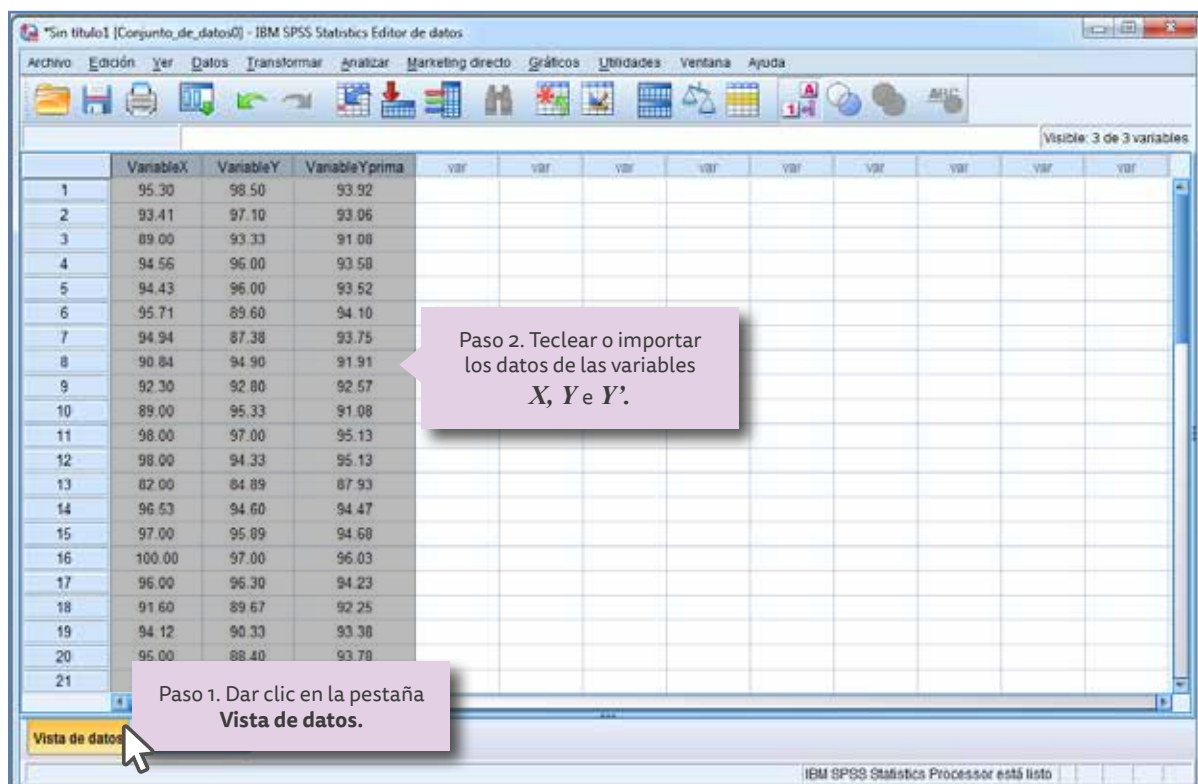 *Sin título1 [Conjunto_de_datos0] - IBM SPSS Statistics Editor de datos
Archivo Edición Ver Datos Transformar Analizar Marketing directo Gráficos Utilidades Ventana Ayuda
Visible: 3 de 3 variables
VariableX VariableY VariableYprima var var var var var var var var
1 95.30 98.50 93.92
2 93.41 97.10 93.06
3 89.00 93.33 91.08
4 94.56 96.00 93.58
5 94.43 96.00 93.52
6 95.71 89.60 94.10
7 94.94 87.38 93.75
8 90.84 94.90 91.91
9 92.30 92.80 92.57
10 89.00 95.33 91.08
11 98.00 97.00 95.13
12 98.00 94.33 95.13
13 82.00 84.89 87.93
14 96.53 94.60 94.47
15 97.00 95.89 94.68
16 100.00 97.00 96.03
17 96.00 96.30 94.23
18 91.60 89.67 92.25
19 94.12 90.33 93.38
20 95.00 88.40 93.78
21
Paso 2. Teclear o importar
los datos de las variables
X, Y e Y’.
Paso 1. Dar clic en la pestaña
Vista de datos.
Vista de datos
IBM SPSS Statistics Processor está listo